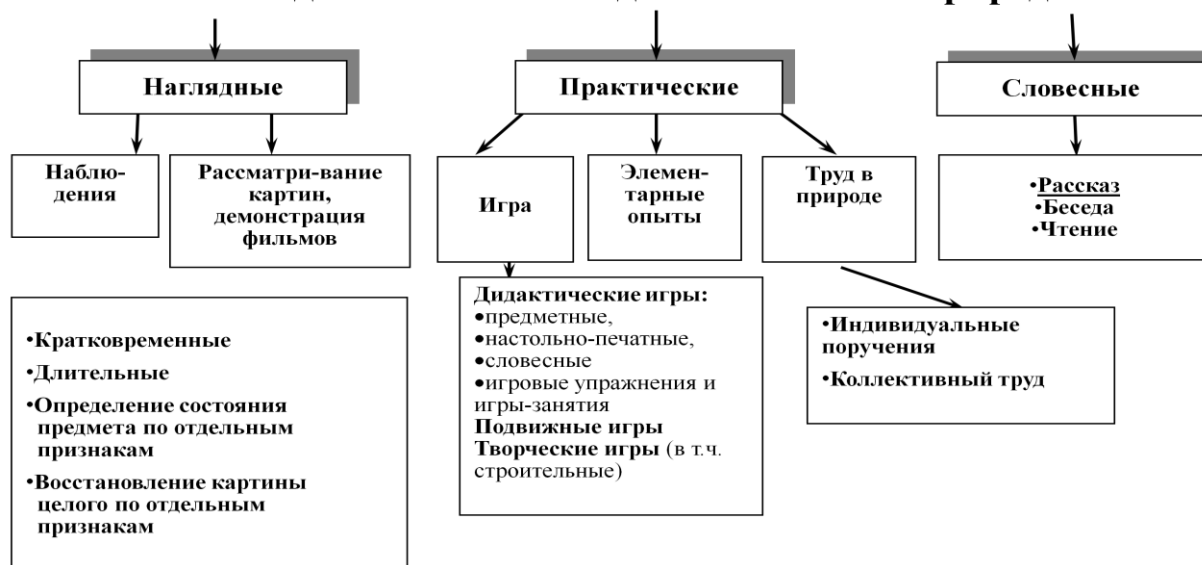 Наглядные
Практические
Словесные
Наблю-
дения
Рассматри-вание
картин,
демонстрация
фильмов
Игра
Элемен-
тарные
опыты
Труд в
природе
•Рассказ
•Беседа
•Чтение
•Кратковременные
•Длительные
•Определение состояния
предмета по отдельным
признакам
•Восстановление картины
целого по отдельным
признакам
Дидактические игры:
•предметные,
•настольно-печатные,
•словесные
•игровые упражнения и
игры-занятия
Подвижные игры
Творческие игры (в т.ч.
строительные)
•Индивидуальные
поручения
•Коллективный труд